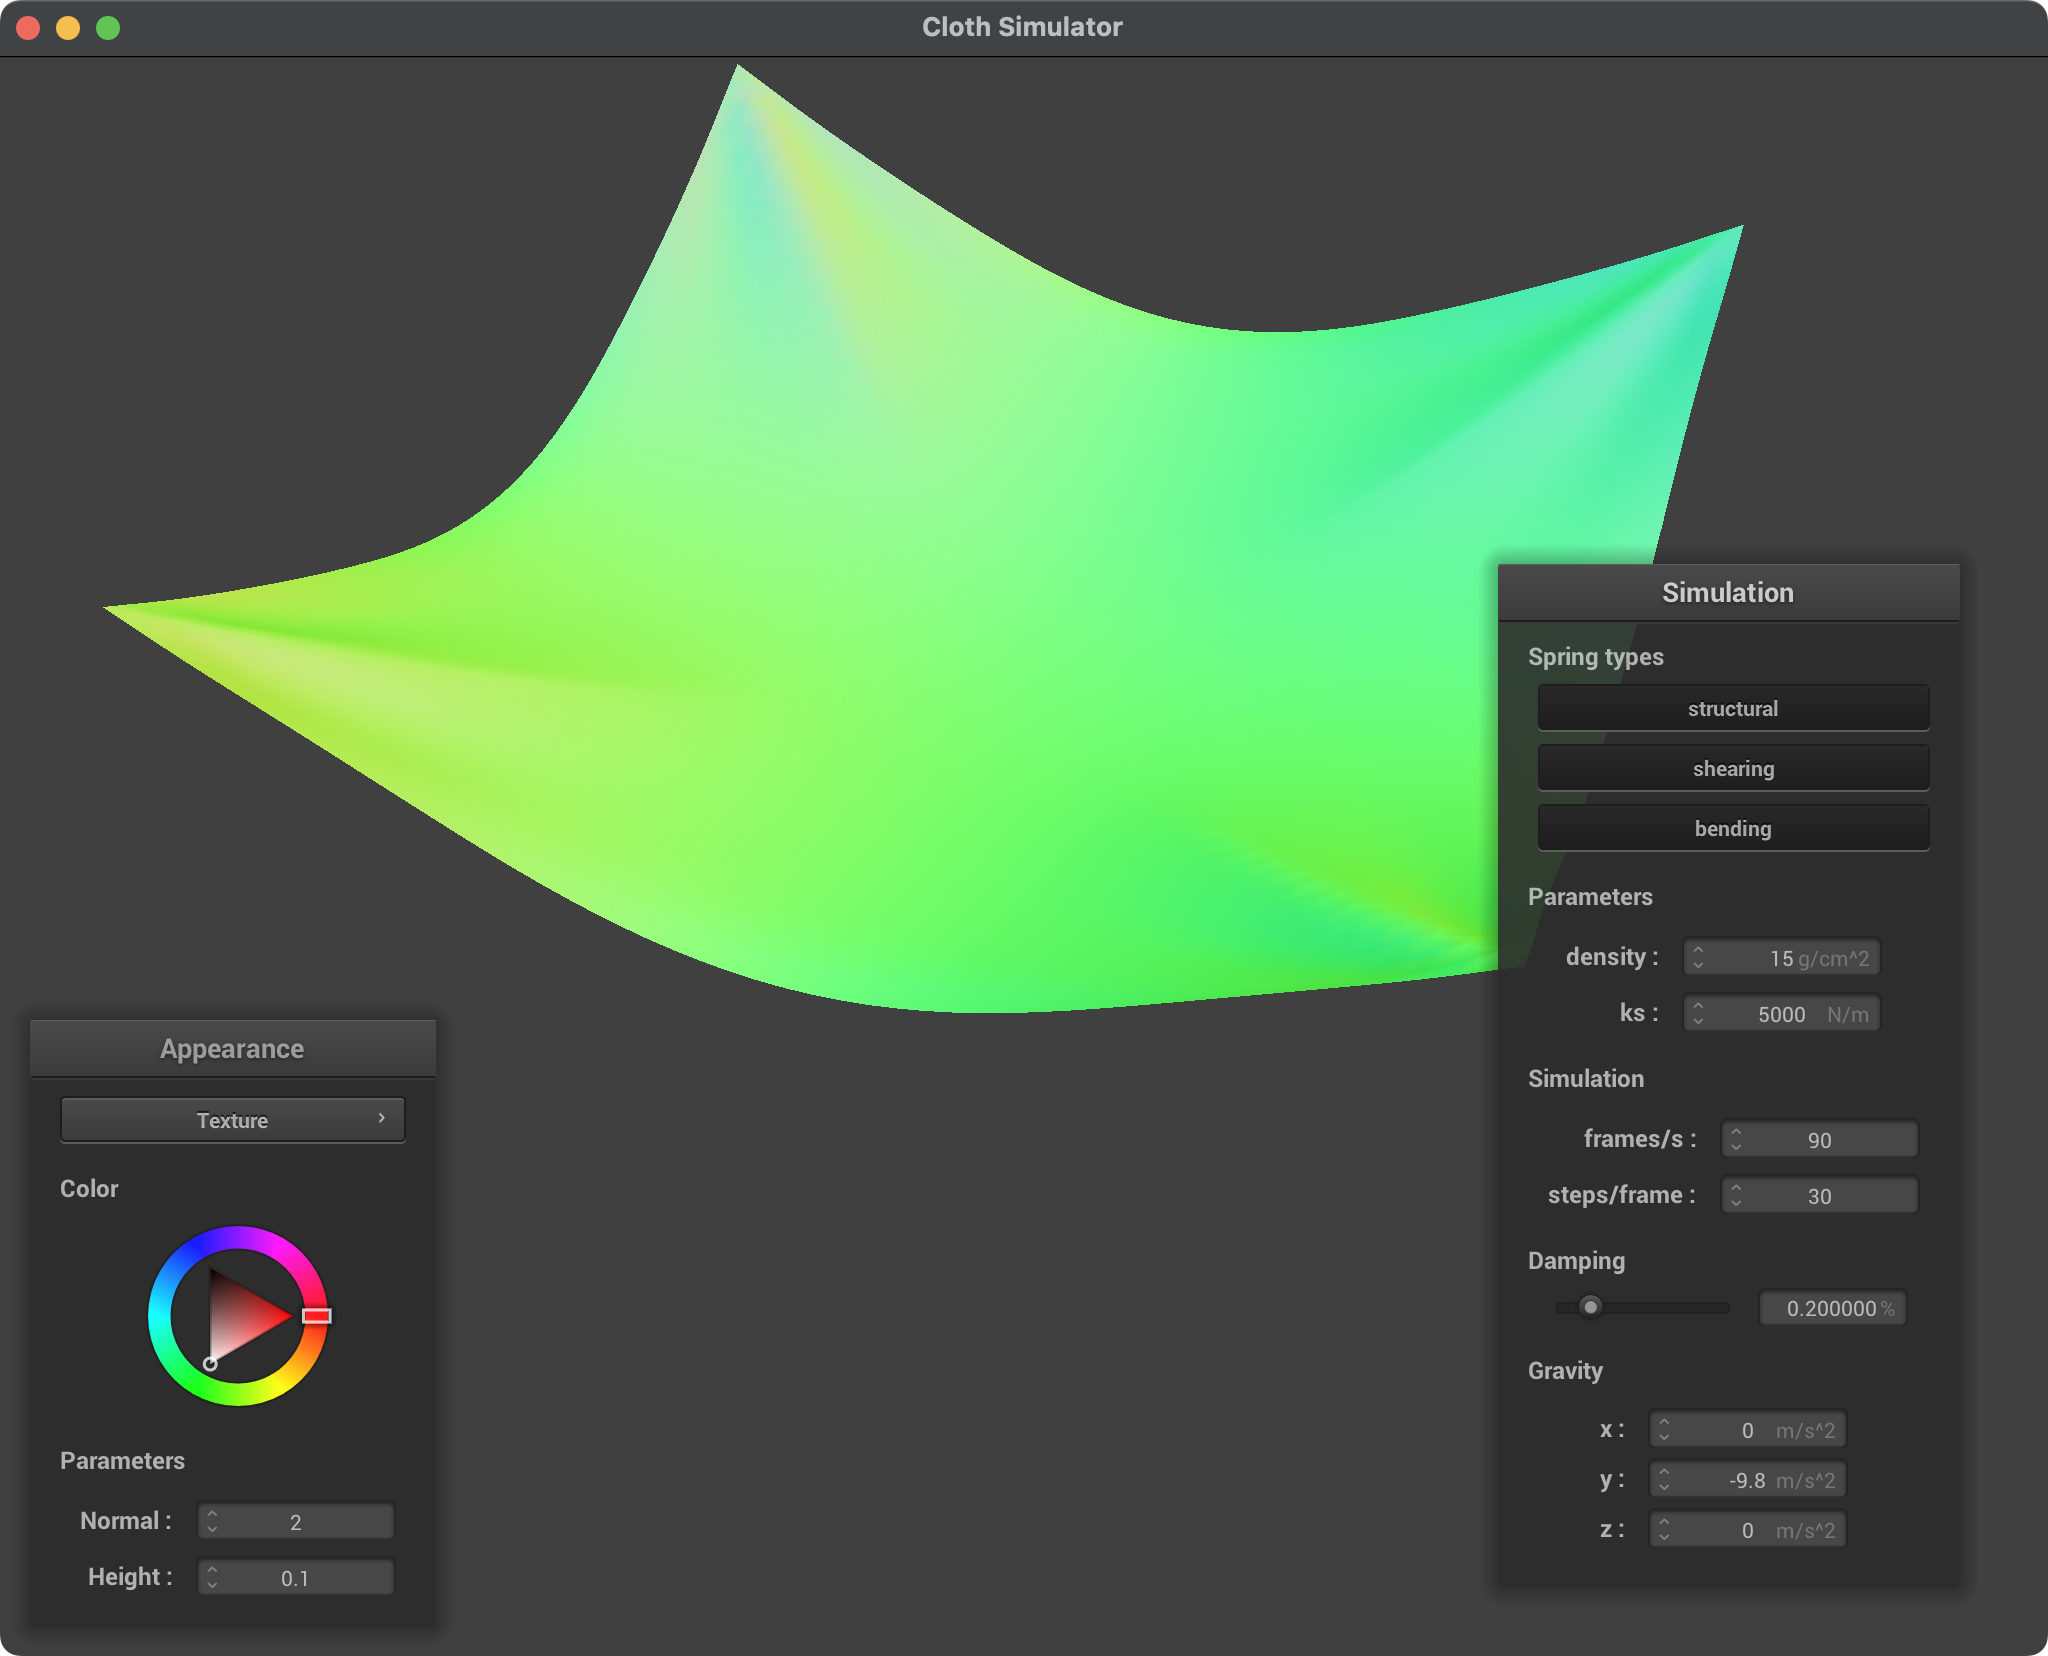 Cloth Simulator
Simulation
Spring types
structural
shearing
bending
Parameters
density : 15 g/cm^2
ks : 5000 N/m
Simulation
frames/s : 90
steps/frame : 30
Damping
0.200000 %
Gravity
x : 0 m/s^2
y : -9.8 m/s^2
z : 0 m/s^2
Appearance
Texture
Color
Parameters
Normal : 2
Height : 0.1